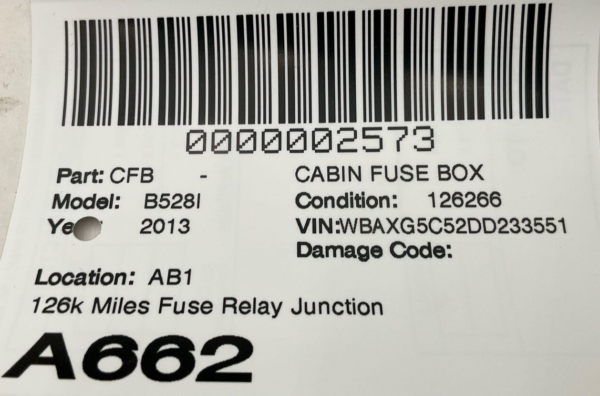 0000002573
Part: CFB - CABIN FUSE BOX
Model: B528I Condition: 126266
Ye : 2013 VIN:WBAXG5C52DD233551
Damage Code:
Location: AB1
126k Miles Fuse Relay Junction
A662